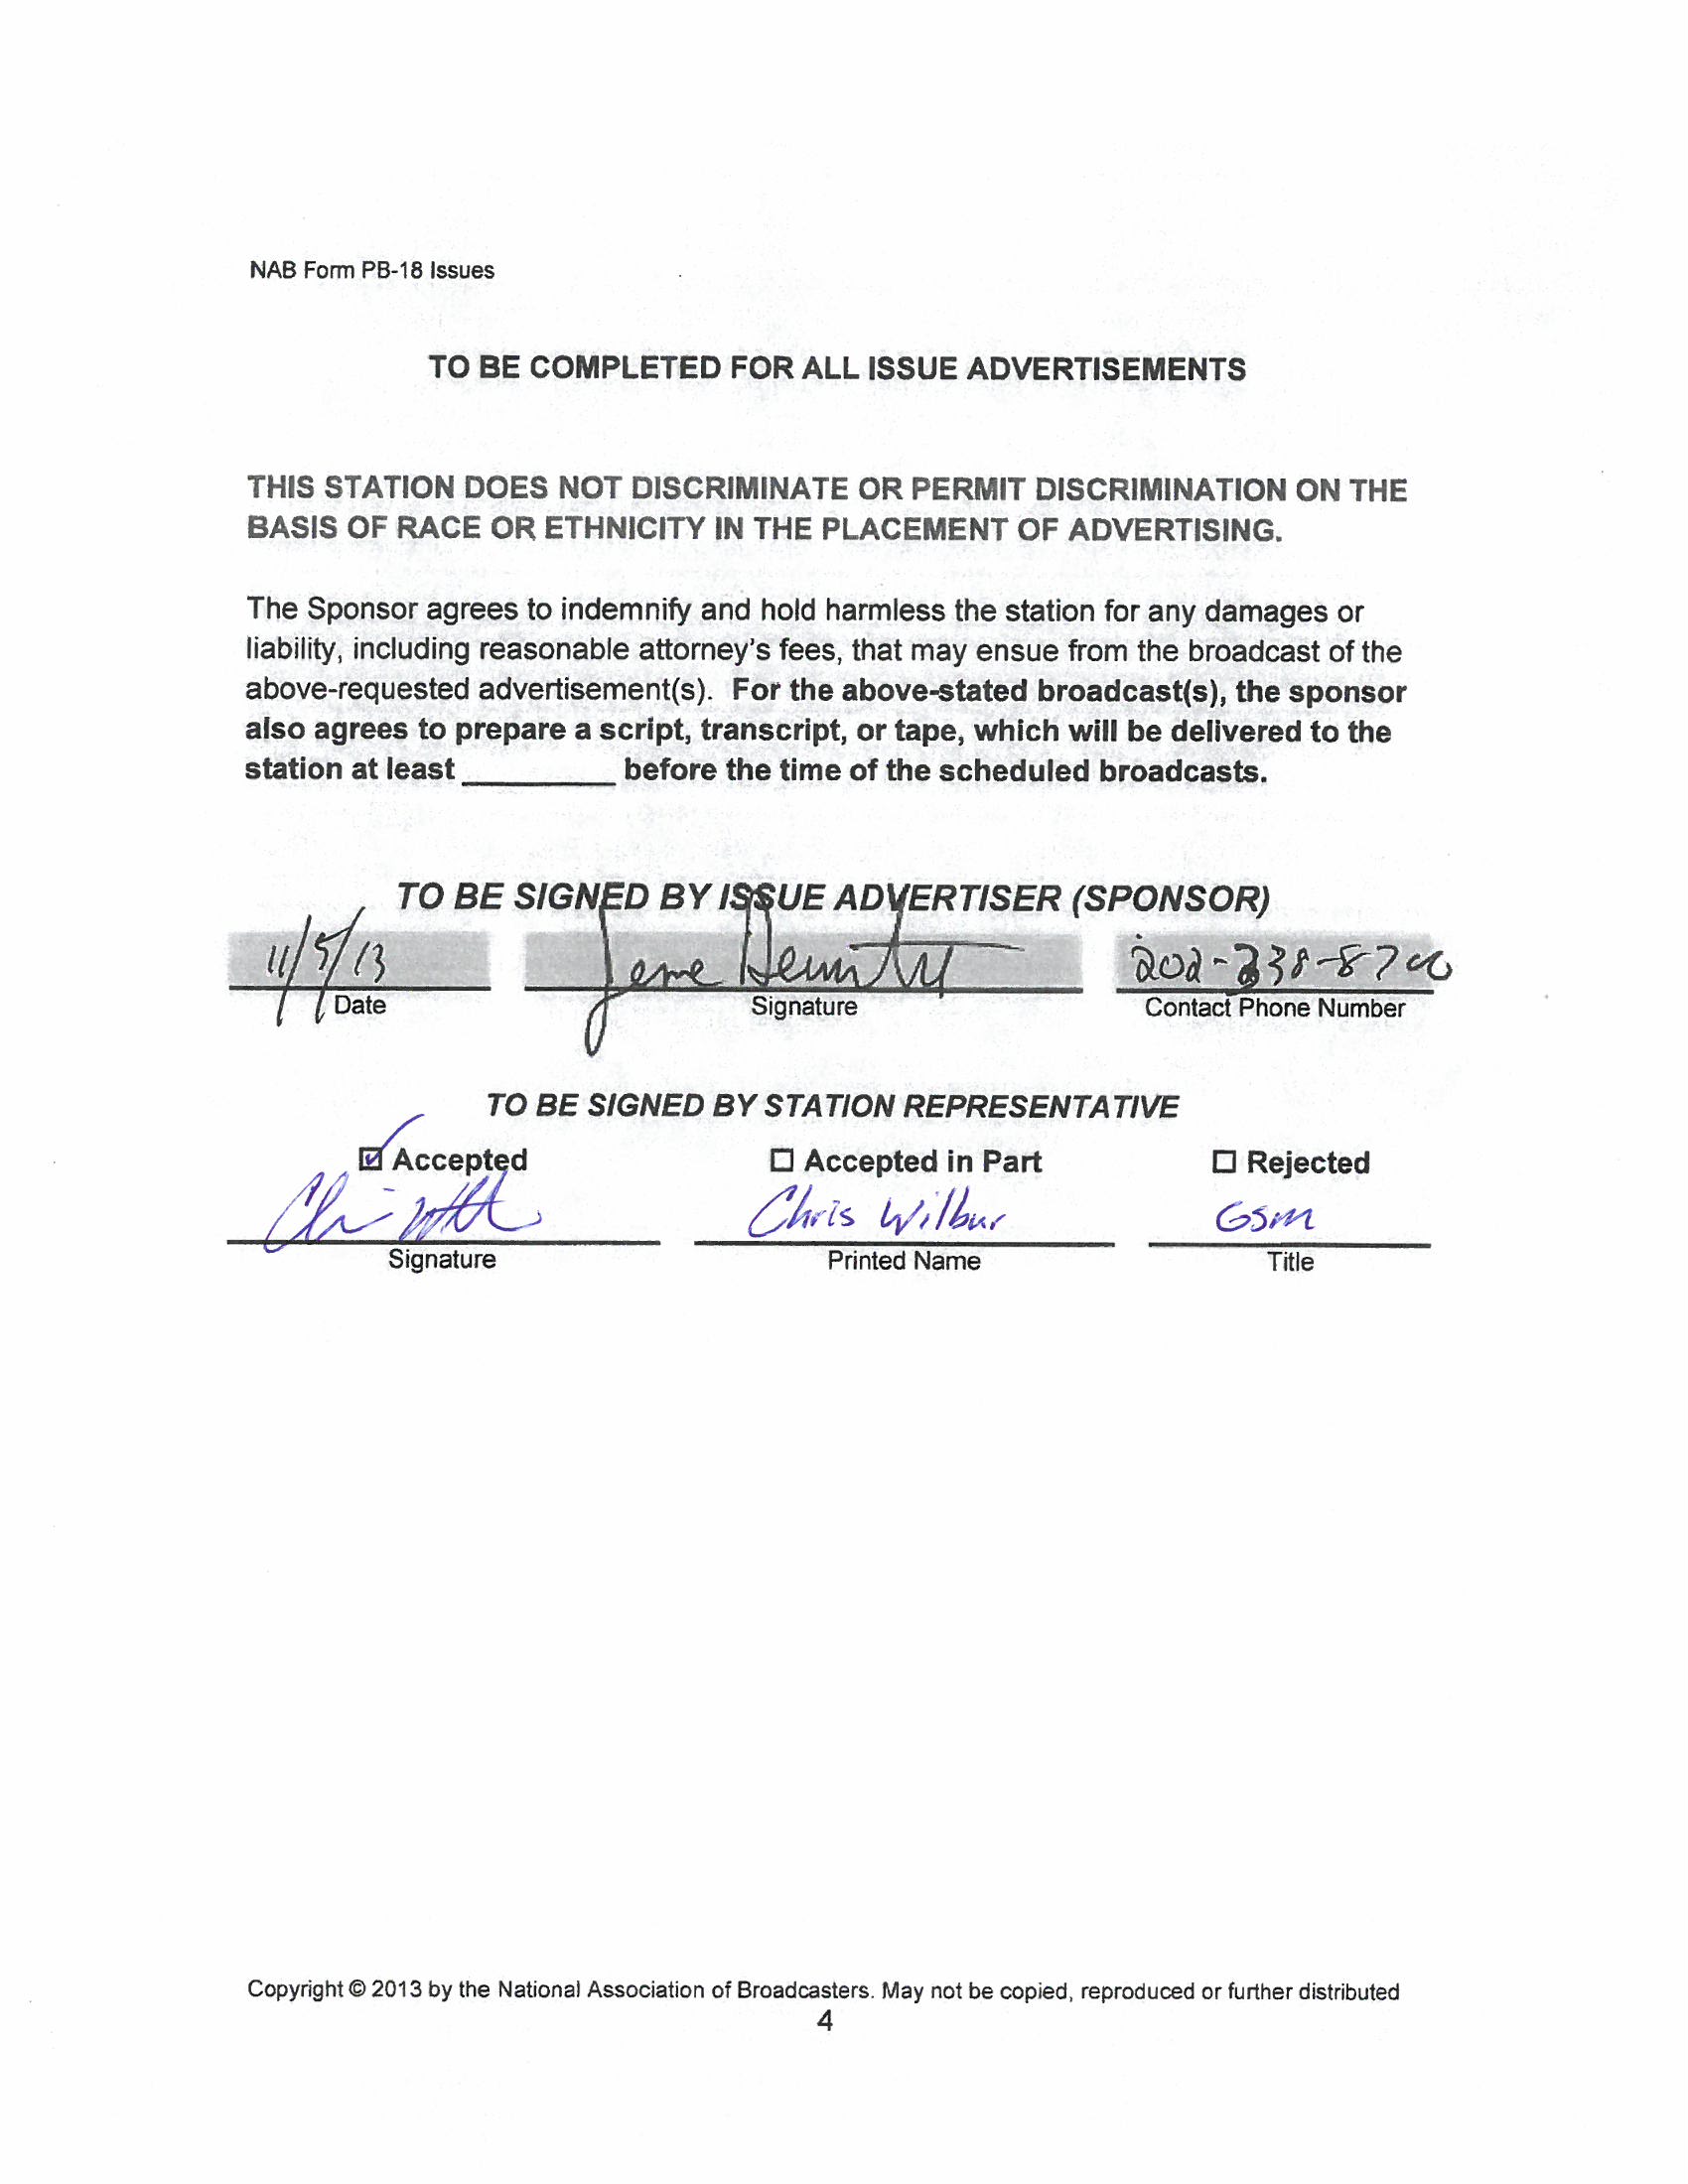 NAB Form PB-18 Issues
TO BE COMPLETED FOR ALL ISSUE ADVERTISEMENTS
THIS STATION DOES NOT DISCRIMINATE OR PERMIT DISCRIMINATION ON THE
BASIS OF RACE OR ETHNICITY IN THE PLACEMENT OF ADVERTISING.
The Sponsor agrees to indemnify and hold harmless the station for any damages or
liability, including reasonable attorney's fees, that may ensue from the broadcast of the
above-requested advertisement(s). For the above-stated broadcast(s), the sponsor
also agrees to prepare a script, transcript, or tape, which will be delivered to the
station at least __________ before the time of the scheduled broadcasts.
TO BE SIGNED BY ISSUE ADVERTISER (SPONSOR)
11/5/13 202-338-8700
Date Signature Contact Phone Number
TO BE SIGNED BY STATION REPRESENTATIVE
☑ Accepted ☐ Accepted in Part ☐ Rejected
Chris Wilbur GSM
Signature Printed Name Title
Copyright © 2013 by the National Association of Broadcasters. May not be copied, reproduced or further distributed
4